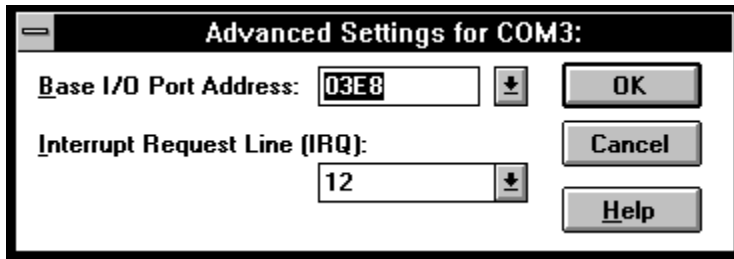 Advanced Settings for COM3:
Base I/O Port Address: 03E8 OK
Interrupt Request Line (IRQ): Cancel
12
Help